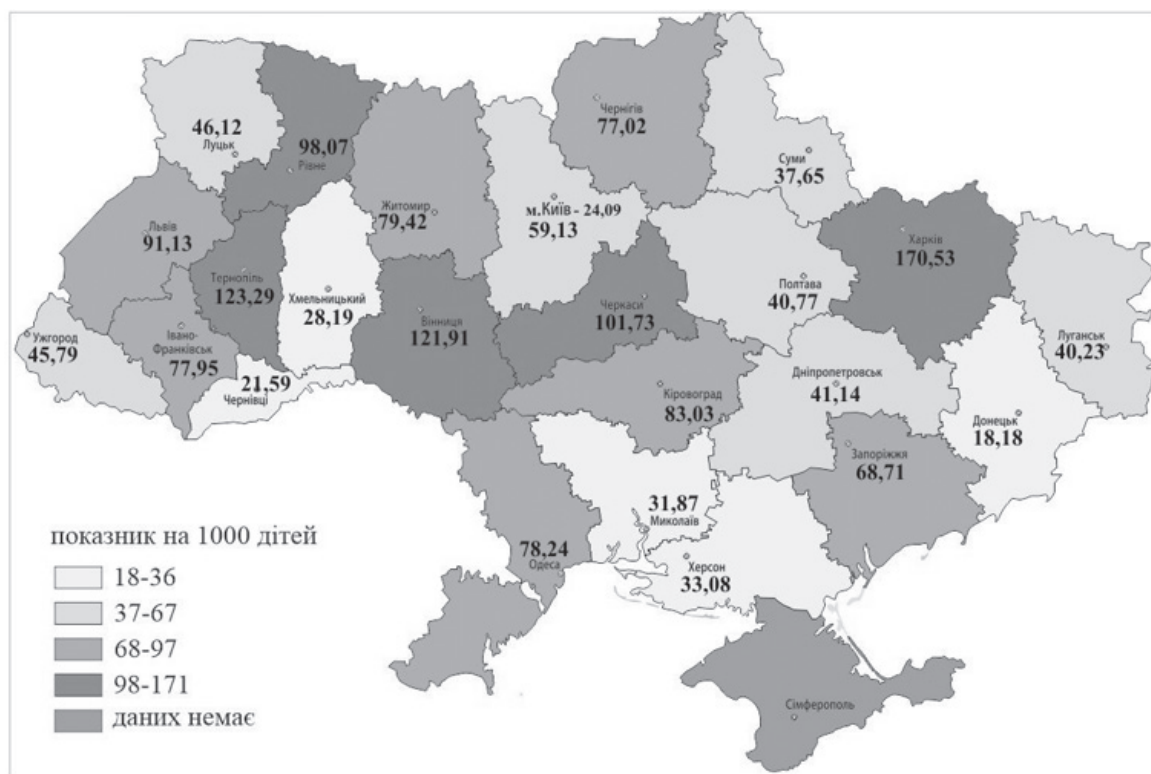 46,12
Луцьк
98,07
Рівне
Чернігів
77,02
Суми
37,65
Житомир
79,42
м.Київ - 24,09
59,13
Львів
91,13
Тернопіль
123,29
Хмельницький
28,19
Вінниця
121,91
Черкаси
101,73
Полтава
40,77
Харків
170,53
Луганськ
40,23
Ужгород
45,79
Івано-
Франківськ
77,95
21,59
Чернівці
Кіровоград
83,03
Дніпропетровськ
41,14
Донецьк
18,18
Запоріжжя
68,71
31,87
Миколаїв
78,24
Одеса
Херсон
33,08
Сімферополь
показник на 1000 дітей
18-36
37-67
68-97
98-171
даних немає